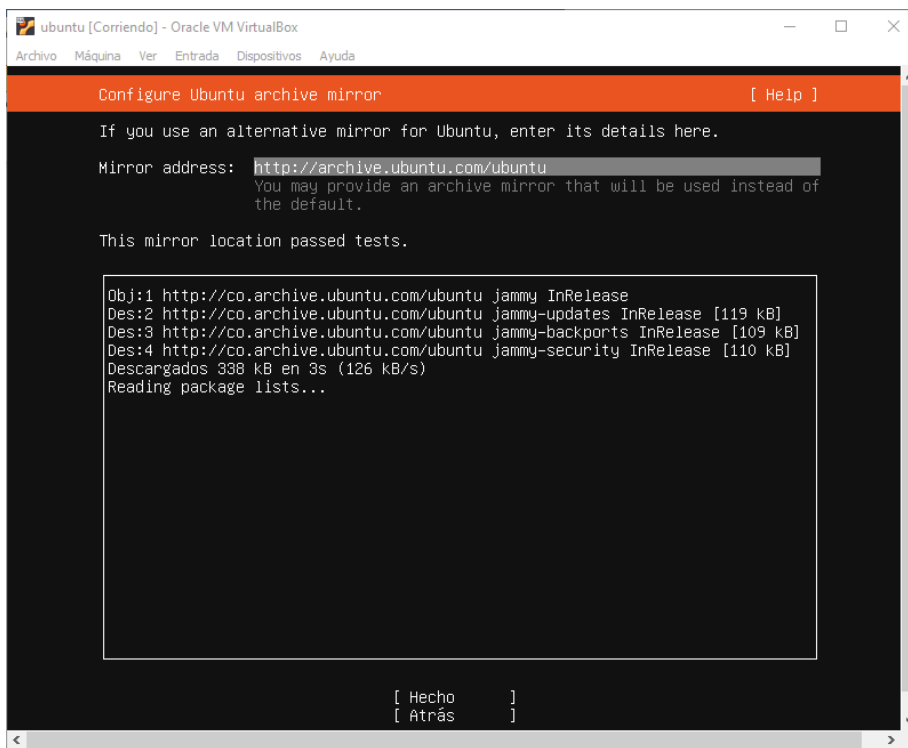 ubuntu [Corriendo] - Oracle VM VirtualBox
Archivo Máquina Ver Entrada Dispositivos Ayuda
Configure Ubuntu archive mirror [ Help ]
If you use an alternative mirror for Ubuntu, enter its details here.
Mirror address: http://archive.ubuntu.com/ubuntu
You may provide an archive mirror that will be used instead of
the default.
This mirror location passed tests.
Obj:1 http://co.archive.ubuntu.com/ubuntu jammy InRelease
Des:2 http://co.archive.ubuntu.com/ubuntu jammy-updates InRelease [119 kB]
Des:3 http://co.archive.ubuntu.com/ubuntu jammy-backports InRelease [109 kB]
Des:4 http://co.archive.ubuntu.com/ubuntu jammy-security InRelease [110 kB]
Descargados 338 kB en 3s (126 kB/s)
Reading package lists...
[ Hecho ]
[ Atrás ]